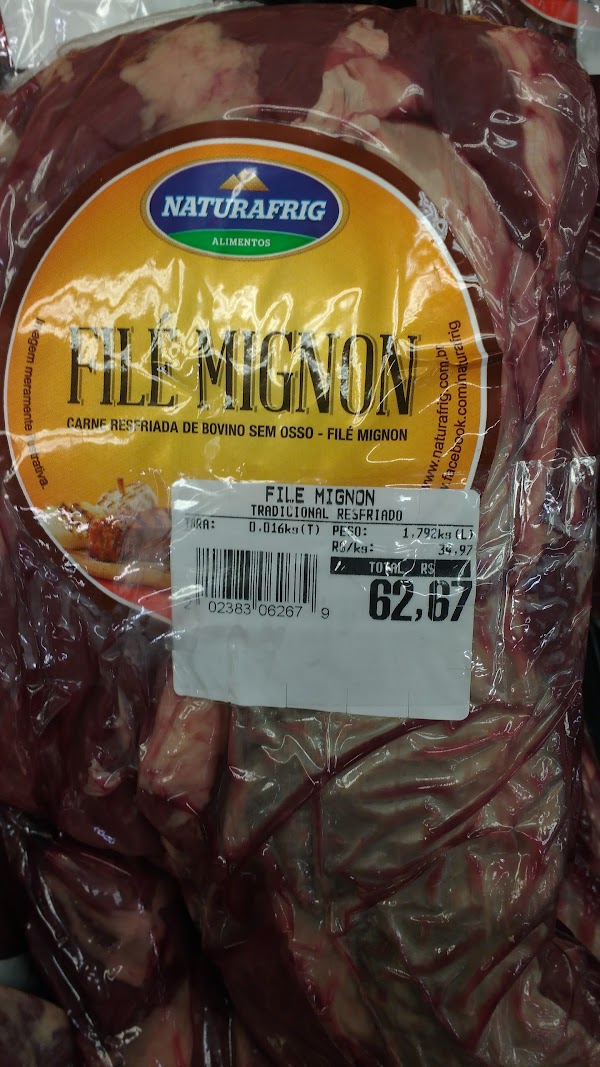 NATURAFRIG
ALIMENTOS
FILÉ MIGNON
CARNE RESFRIADA DE BOVINO SEM OSSO - FILÉ MIGNON
www.naturafrig.com.br
facebook.com/naturafrig
Imagem meramente
FILE MIGNON
TRADICIONAL RESFRIADO
TARA: 0.016kg(T) PESO: 1.792kg(L)
R$/kg: 34.97
TOTAL R$
62,67
2 02383 06267 9